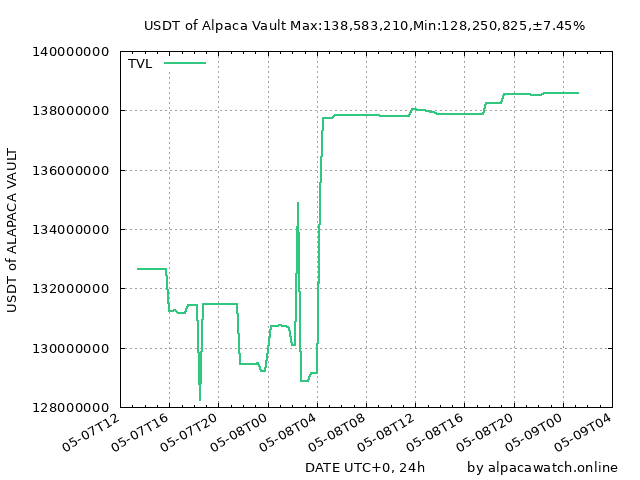 USDT of Alpaca Vault Max:138,583,210,Min:128,250,825,±7.45%
TVL
140000000
138000000
136000000
134000000
132000000
130000000
128000000
USDT of ALAPACA VAULT
05-07T12
05-07T16
05-07T20
05-08T00
05-08T04
05-08T08
05-08T12
05-08T16
05-08T20
05-09T00
05-09T04
DATE UTC+0, 24h
by alpacawatch.online